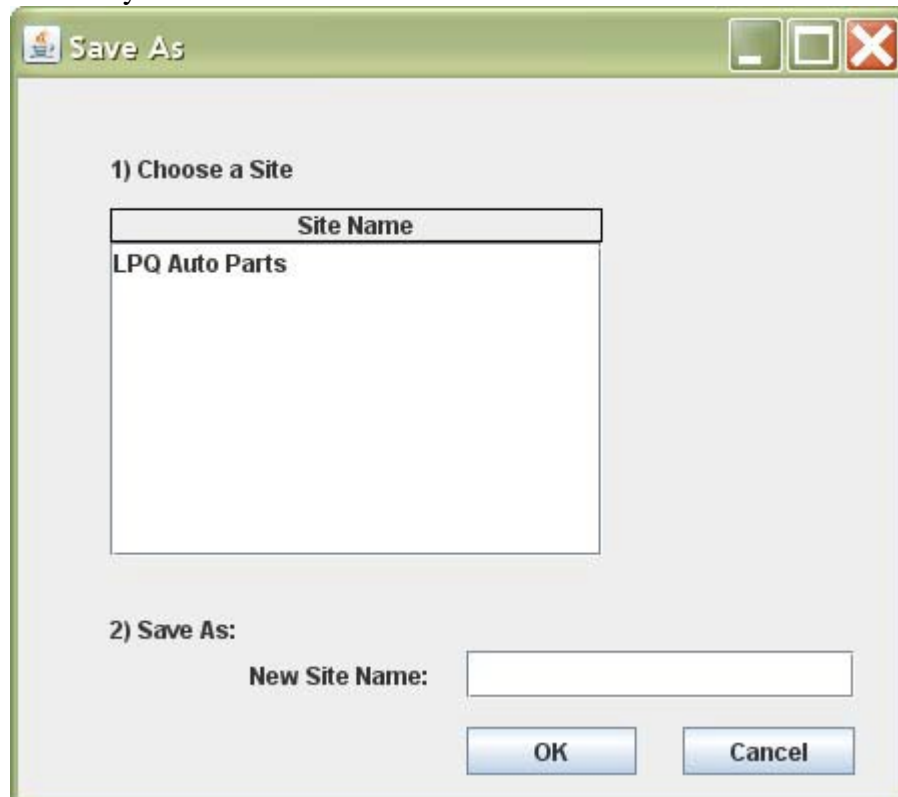 Save As
1) Choose a Site
Site Name
LPQ Auto Parts
2) Save As:
New Site Name:
OK Cancel